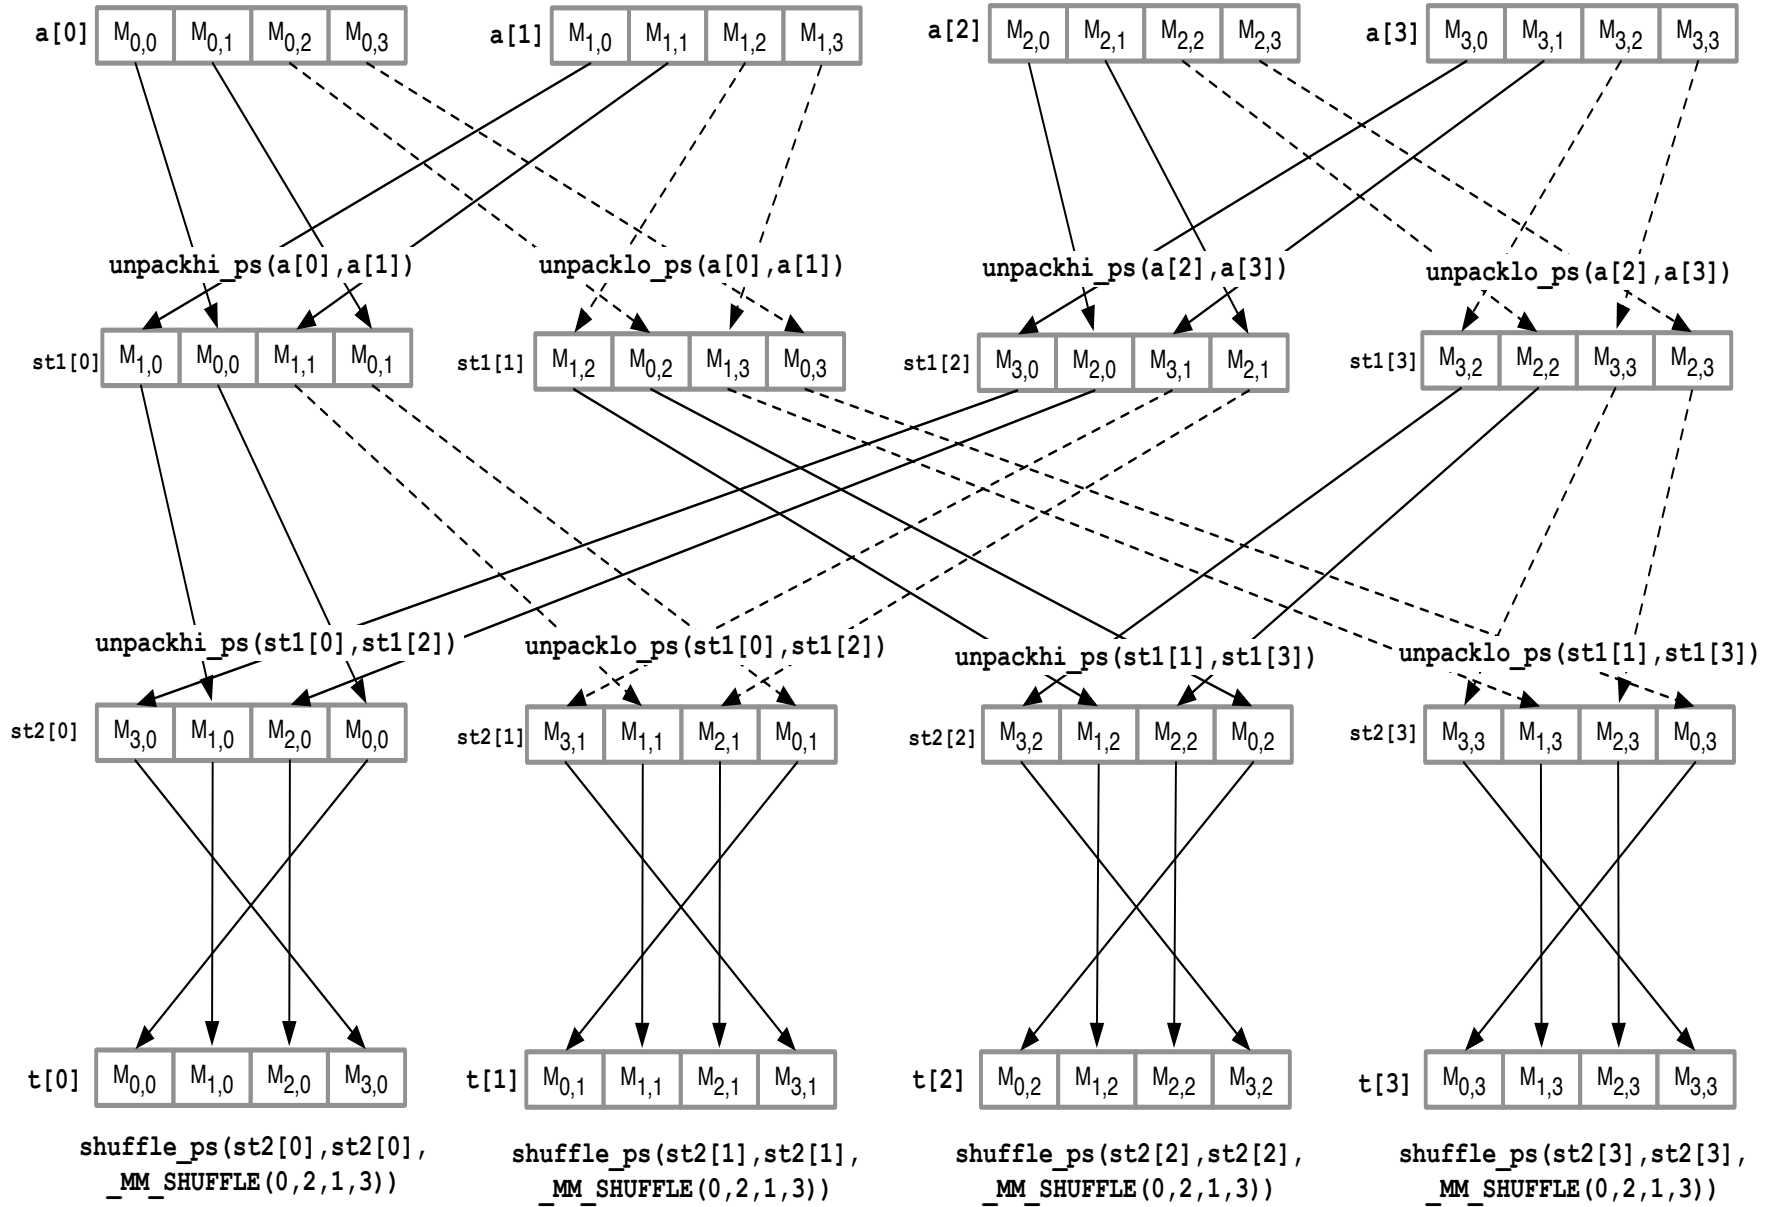 a[0] M0,0 M0,1 M0,2 M0,3 a[1] M1,0 M1,1 M1,2 M1,3 a[2] M2,0 M2,1 M2,2 M2,3 a[3] M3,0 M3,1 M3,2 M3,3
unpackhi_ps(a[0],a[1]) unpacklo_ps(a[0],a[1]) unpackhi_ps(a[2],a[3]) unpacklo_ps(a[2],a[3])
st1[0] M1,0 M0,0 M1,1 M0,1 st1[1] M1,2 M0,2 M1,3 M0,3 st1[2] M3,0 M2,0 M3,1 M2,1 st1[3] M3,2 M2,2 M3,3 M2,3
unpackhi_ps(st1[0],st1[2]) unpacklo_ps(st1[0],st1[2]) unpackhi_ps(st1[1],st1[3]) unpacklo_ps(st1[1],st1[3])
st2[0] M3,0 M1,0 M2,0 M0,0 st2[1] M3,1 M1,1 M2,1 M0,1 st2[2] M3,2 M1,2 M2,2 M0,2 st2[3] M3,3 M1,3 M2,3 M0,3
t[0] M0,0 M1,0 M2,0 M3,0 t[1] M0,1 M1,1 M2,1 M3,1 t[2] M0,2 M1,2 M2,2 M3,2 t[3] M0,3 M1,3 M2,3 M3,3
shuffle_ps(st2[0],st2[0],
_MM_SHUFFLE(0,2,1,3))
shuffle_ps(st2[1],st2[1],
_MM_SHUFFLE(0,2,1,3))
shuffle_ps(st2[2],st2[2],
_MM_SHUFFLE(0,2,1,3))
shuffle_ps(st2[3],st2[3],
_MM_SHUFFLE(0,2,1,3))